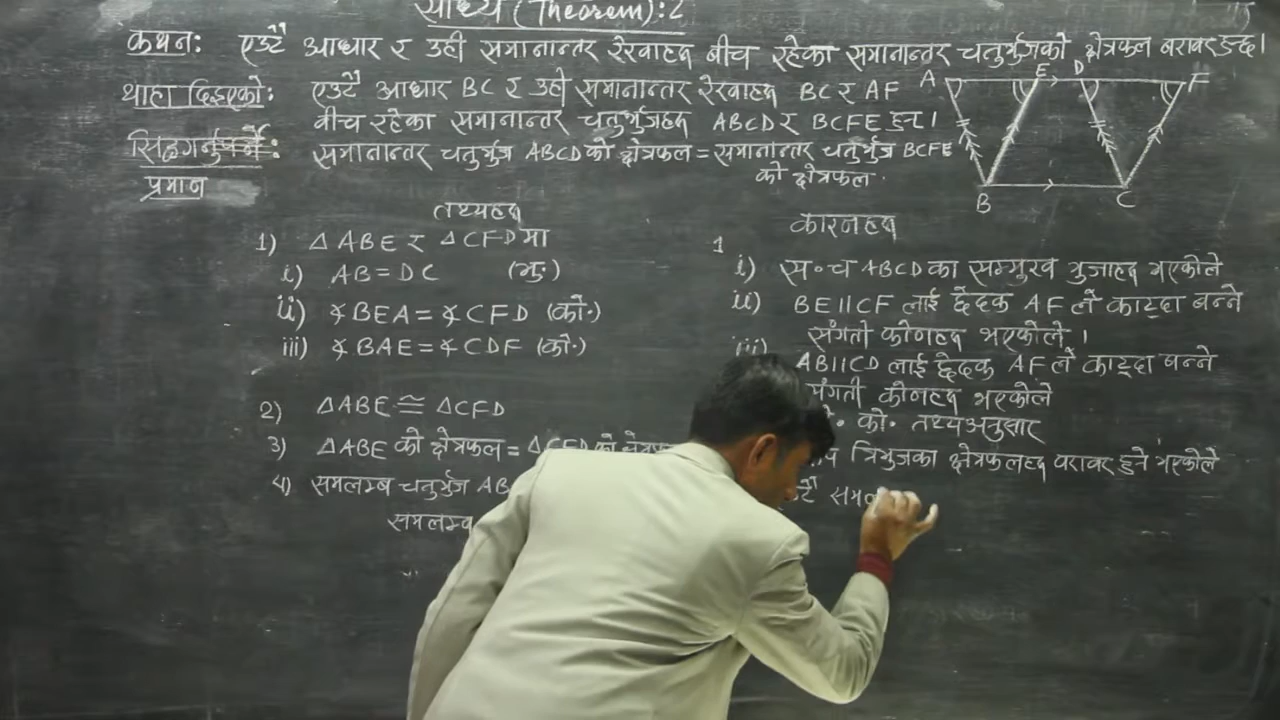 साध्य (Theorem): 2
कथन: एउटै आधार र उही समानान्तर रेखाहरू बीच रहेका समानान्तर चतुर्भुजको क्षेत्रफल बराबर हुन्छ।
थाहा दिइएको: एउटै आधार BC र उही समानान्तर रेखाहरू BC र AF
बीच रहेका समानान्तर चतुर्भुजहरू ABCD र BCFE हुन्।
सिद्धगर्नुपर्ने: समानान्तर चतुर्भुज ABCD को क्षेत्रफल = समानान्तर चतुर्भुज BCFE
को क्षेत्रफल.
प्रमान
A E D F
B C
तथ्यहरू
1) △ ABE र △ CFD मा
i) AB = DC (भु.)
ii) ∡ BEA = ∡ CFD (को.)
iii) ∡ BAE = ∡ CDF (को.)
2) △ABE ≅ △CFD
3) △ABE को क्षेत्रफल = △CFD को
4) समलम्ब चतुर्भुज AB
समलम्ब
कारनहरू
1
i) स॰च ABCD का सम्मुख भुजाहरू भएकोले
ii) BE||CF लाई छेदक AF ले काट्दा बन्ने
संगती कोणहरू भएकोले ।
iii) AB||CD लाई छेदक AF ले काट्दा बन्ने
संगती कोणहरू भएकोले
को॰ तथ्यअनुसार
त्रिभुजका क्षेत्रफलहरू बराबर हुने भएकोले